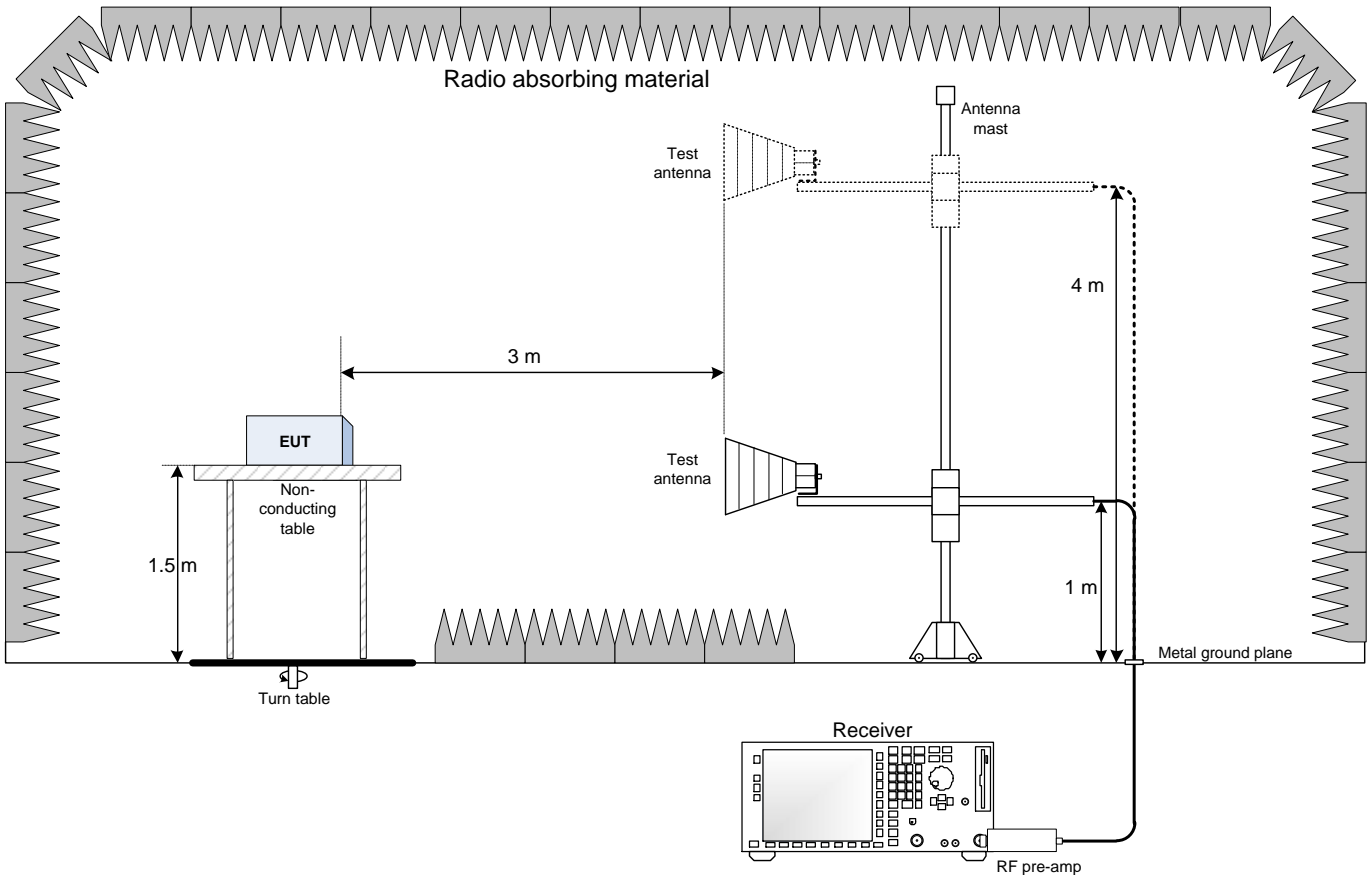 Radio absorbing material
Antenna
mast
Test
antenna
4 m
3 m
EUT
Test
antenna
Non-
conducting
table
1.5 m
1 m
Metal ground plane
Turn table
Receiver
RF pre-amp